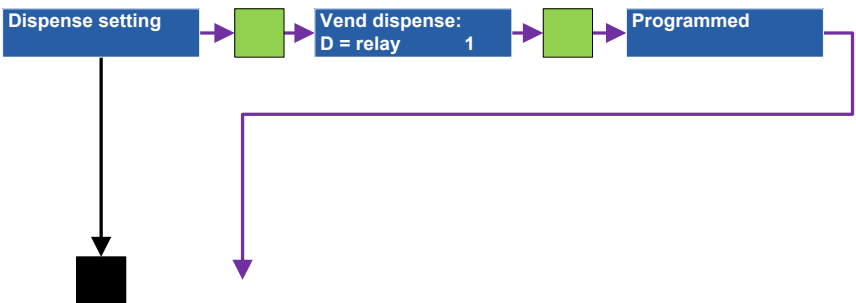 Dispense setting
Vend dispense:
D = relay 1
Programmed